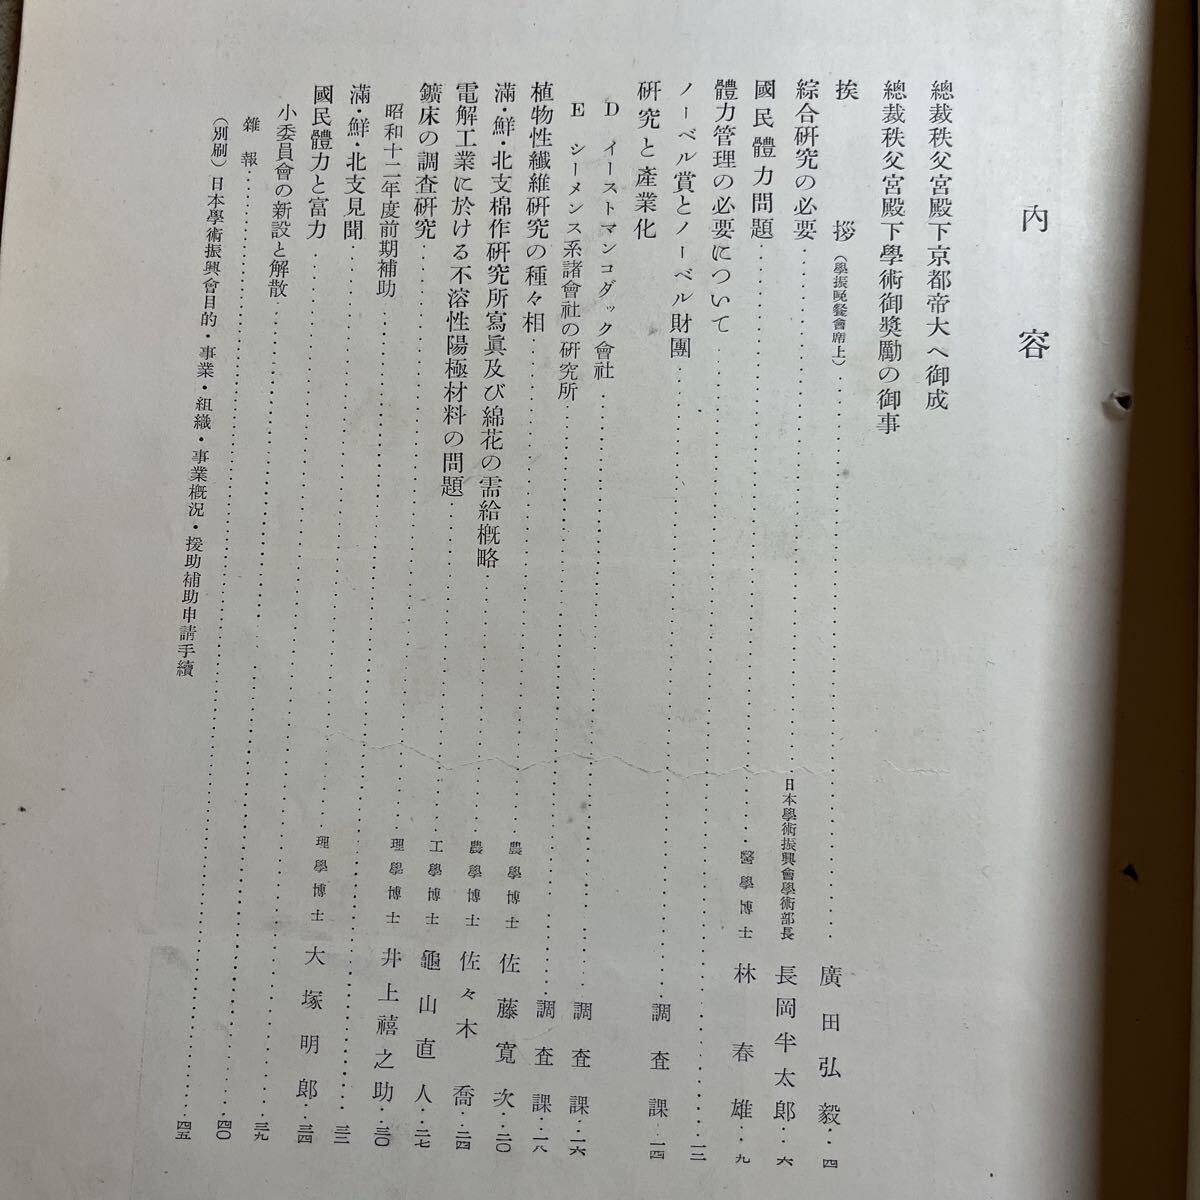 內容
總裁秩父宮殿下京都帝大へ御成
總裁秩父宮殿下學術御奬勵の御事
挨拶（學振晚餐會席上）……廣田弘毅…四
綜合硏究の必要……日本學術振興會學術部長 長岡半太郎…六
國民體力問題……醫學博士 林春雄…九
體力管理の必要について……一二
ノーベル賞とノーベル財團……調査課…一四
硏究と產業化
D イーストマンコダック會社……調査課…一六
E シーメンス系諸會社の硏究所……調査課…一八
植物性纖維硏究の種々相……農學博士 佐藤寬次…二〇
滿・鮮・北支棉作硏究所寫眞及び綿花の需給槪略……農學博士 佐々木喬…二四
電解工業に於ける不溶性陽極材料の問題……工學博士 龜山直人…二七
鑛床の調査硏究……理學博士 井上禧之助…三〇
昭和十二年度前期補助……三三
滿・鮮・北支見聞……理學博士 大塚明郎…三四
國民體力と富力……三九
小委員會の新設と解散……四〇
雜報……四五
（別刷）日本學術振興會目的・事業・組織・事業槪況・援助補助申請手續